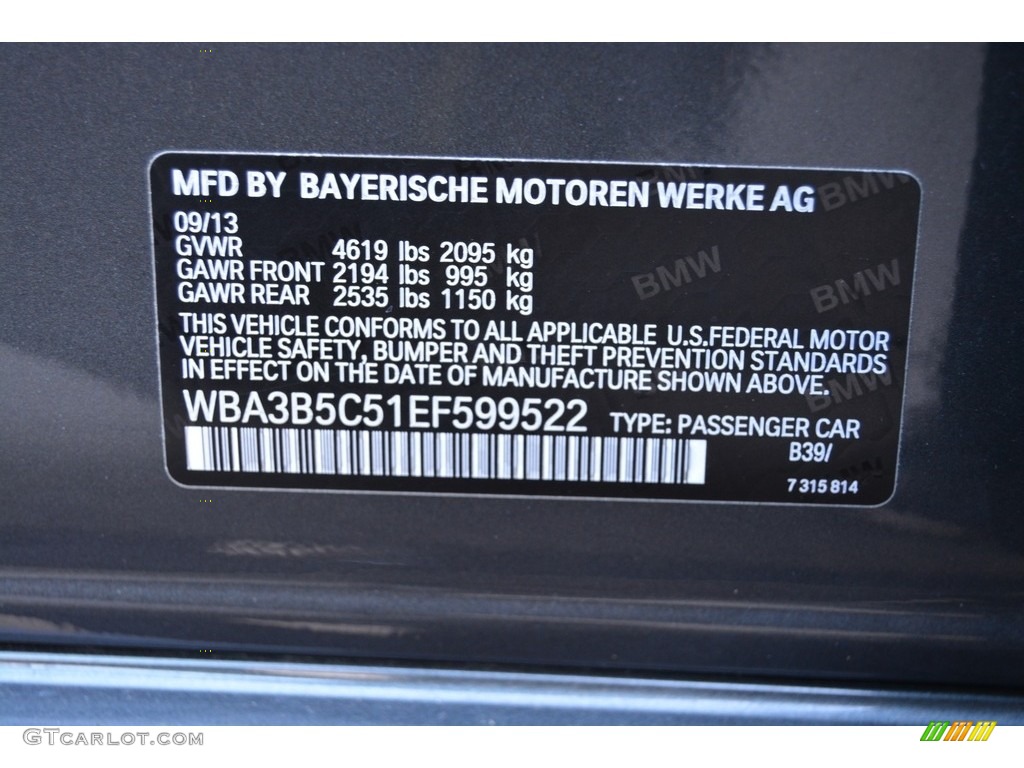 MFD BY BAYERISCHE MOTOREN WERKE AG
09/13
GVWR 4619 lbs 2095 kg
GAWR FRONT 2194 lbs 995 kg
GAWR REAR 2535 lbs 1150 kg
THIS VEHICLE CONFORMS TO ALL APPLICABLE U.S.FEDERAL MOTOR
VEHICLE SAFETY, BUMPER AND THEFT PREVENTION STANDARDS
IN EFFECT ON THE DATE OF MANUFACTURE SHOWN ABOVE.
WBA3B5C51EF599522 TYPE: PASSENGER CAR
B39/
7 315 814
BMW
BMW
BMW
BMW
GTCARLOT.COM